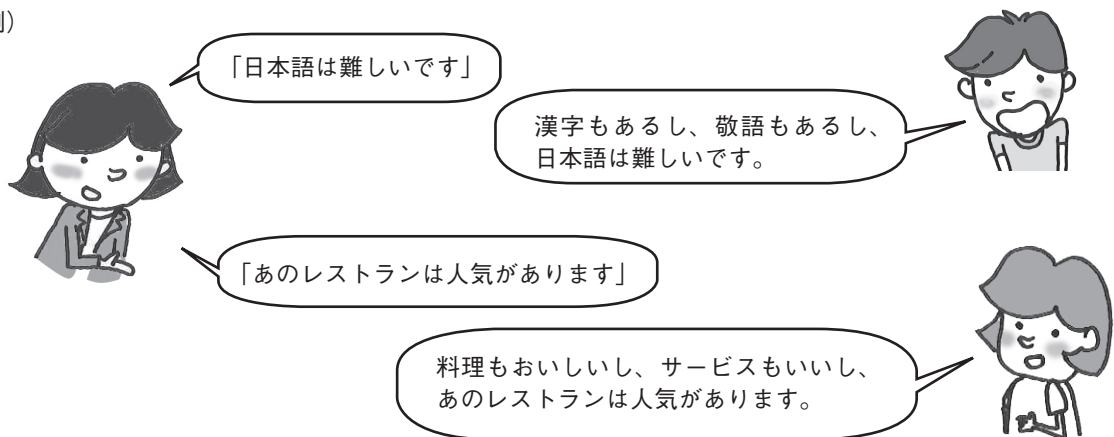 「日本語は難しいです」
漢字もあるし、敬語もあるし、
日本語は難しいです。
「あのレストランは人気があります」
料理もおいしいし、サービスもいいし、
あのレストランは人気があります。